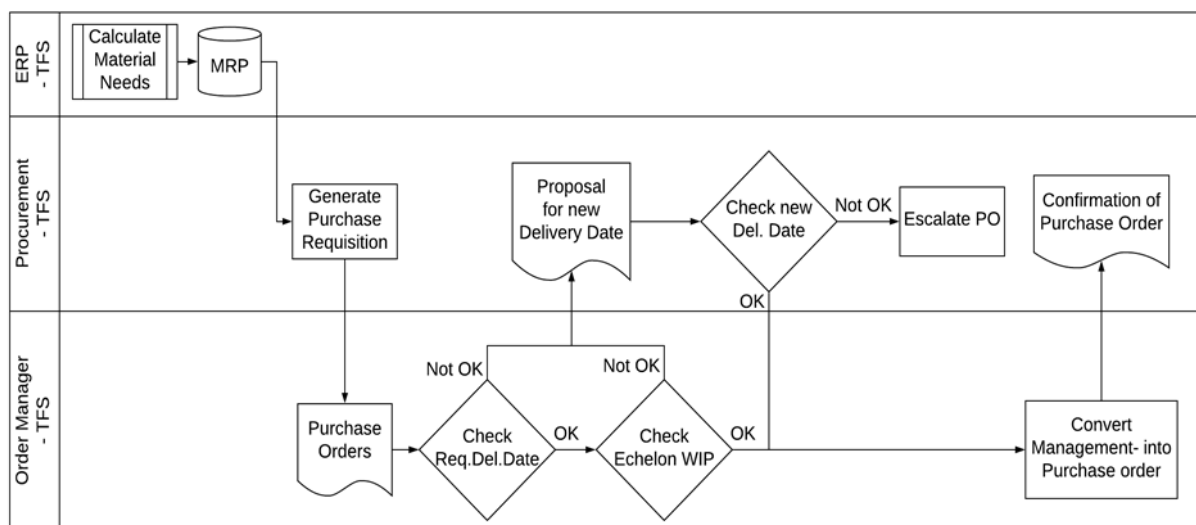 ERP
- TFS
Calculate
Material
Needs
MRP
Procurement
- TFS
Generate
Purchase
Requisition
Proposal
for new
Delivery Date
Check new
Del. Date
Not OK
Escalate PO
Confirmation of
Purchase Order
OK
Order Manager
- TFS
Purchase
Orders
Not OK
Check
Req.Del.Date
OK
Not OK
Check
Echelon WIP
OK
Convert
Management- into
Purchase order